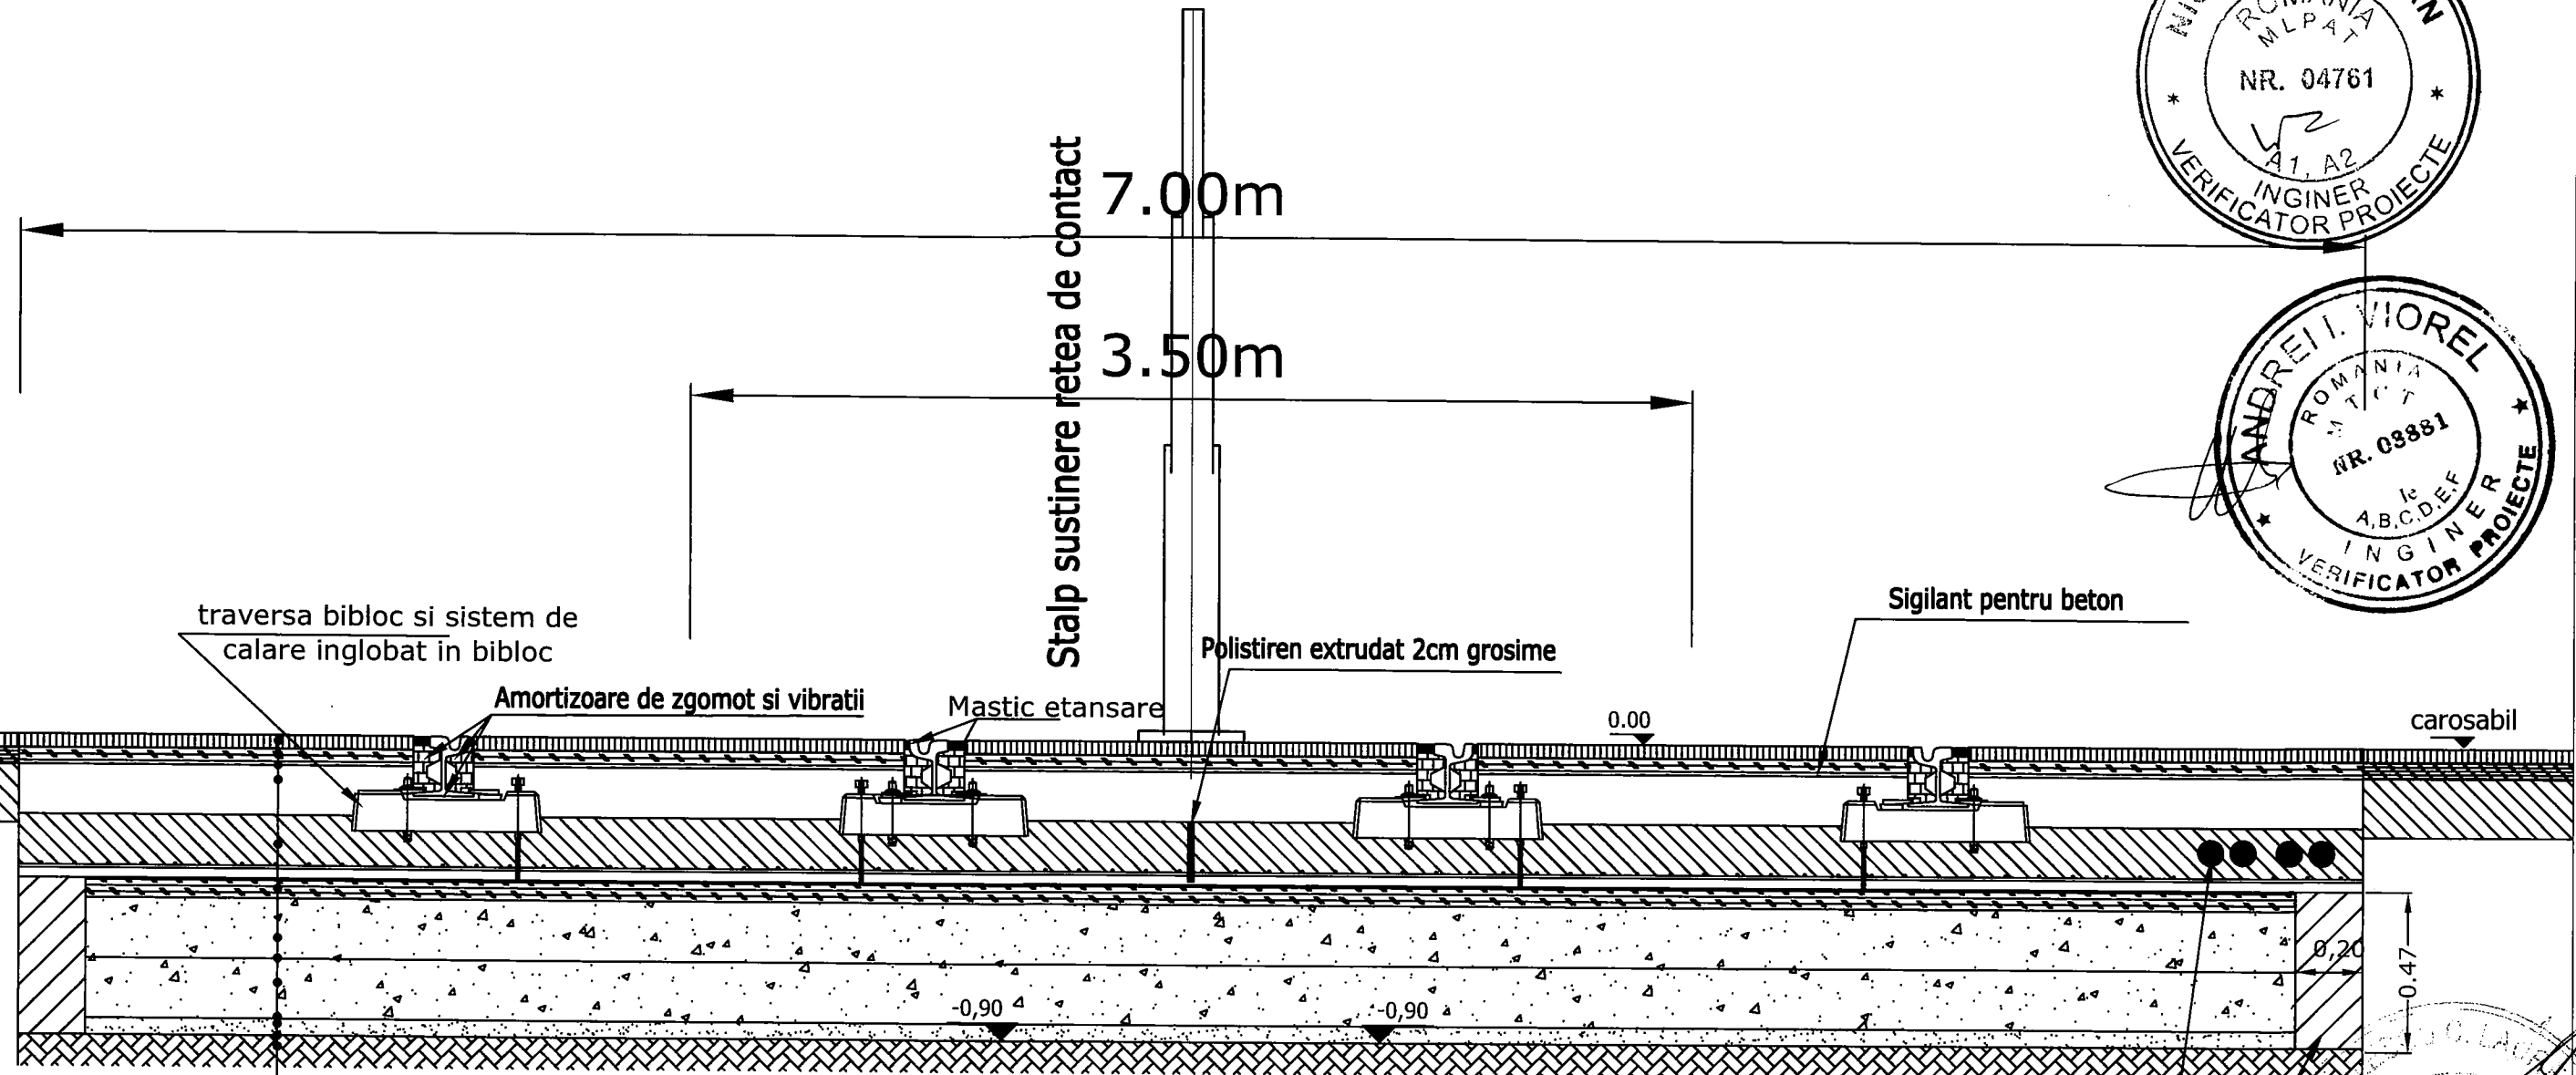 ROMANIA
MLPAT
NR. 04761
A1, A2
INGINER
VERIFICATOR PROIECTE
7.00m
Stalp sustinere retea de contact
3.50m
ANDREI I. VIOREL
ROMANIA
MTCT
NR. 03881
Ie
A,B,C,D,E,F
INGINER
VERIFICATOR PROIECTE
traversa bibloc si sistem de
calare inglobat in bibloc
Amortizoare de zgomot si vibratii
Mastic etansare
Polistiren extrudat 2cm grosime
Sigilant pentru beton
0.00
carosabil
-0,90
-0,90
0,20
0.47